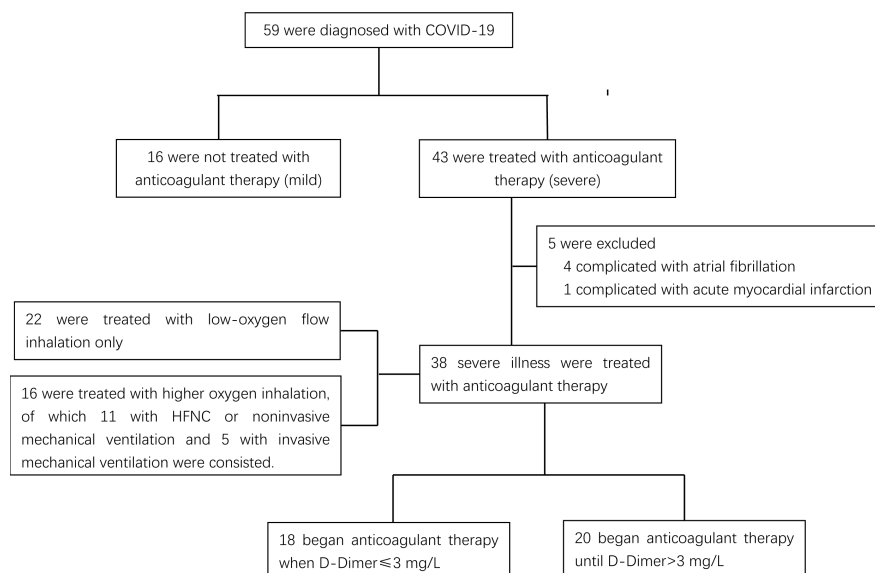 59 were diagnosed with COVID-19
16 were not treated with
anticoagulant therapy (mild)
43 were treated with anticoagulant
therapy (severe)
5 were excluded
4 complicated with atrial fibrillation
1 complicated with acute myocardial infarction
22 were treated with low-oxygen flow
inhalation only
38 severe illness were treated
with anticoagulant therapy
16 were treated with higher oxygen inhalation,
of which 11 with HFNC or noninvasive
mechanical ventilation and 5 with invasive
mechanical ventilation were consisted.
18 began anticoagulant therapy
when D-Dimer≤3 mg/L
20 began anticoagulant therapy
until D-Dimer>3 mg/L